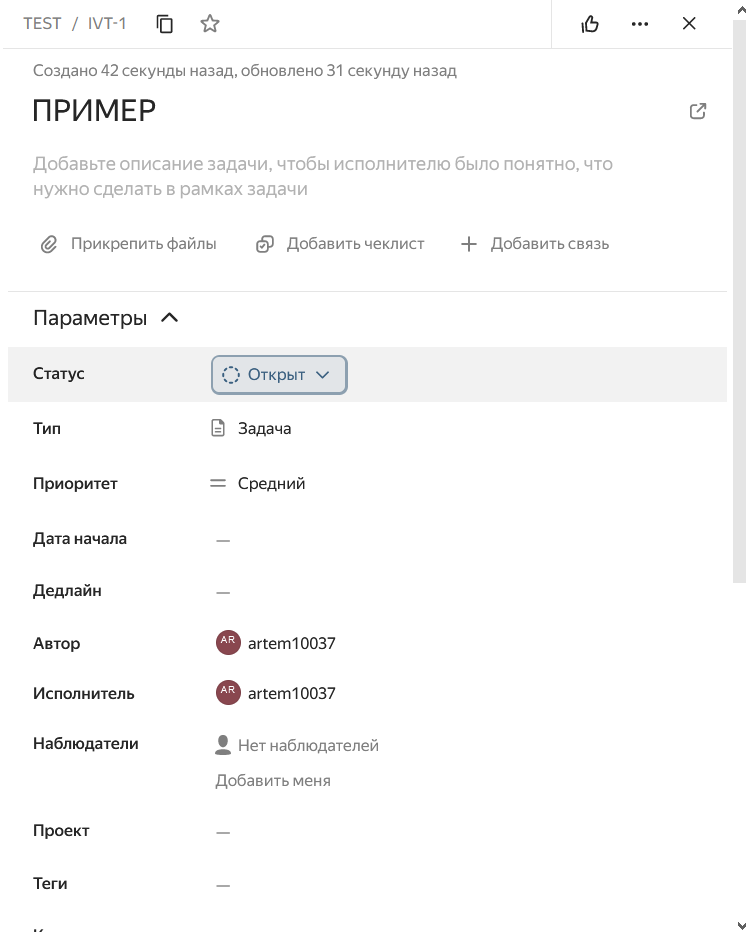 TEST / IVT-1
Создано 42 секунды назад, обновлено 31 секунду назад
ПРИМЕР
Добавьте описание задачи, чтобы исполнителю было понятно, что
нужно сделать в рамках задачи
Прикрепить файлы Добавить чеклист Добавить связь
Параметры
Статус Открыт
Тип Задача
Приоритет Средний
Дата начала —
Дедлайн —
Автор AR artem10037
Исполнитель AR artem10037
Наблюдатели Нет наблюдателей
Добавить меня
Проект —
Теги —